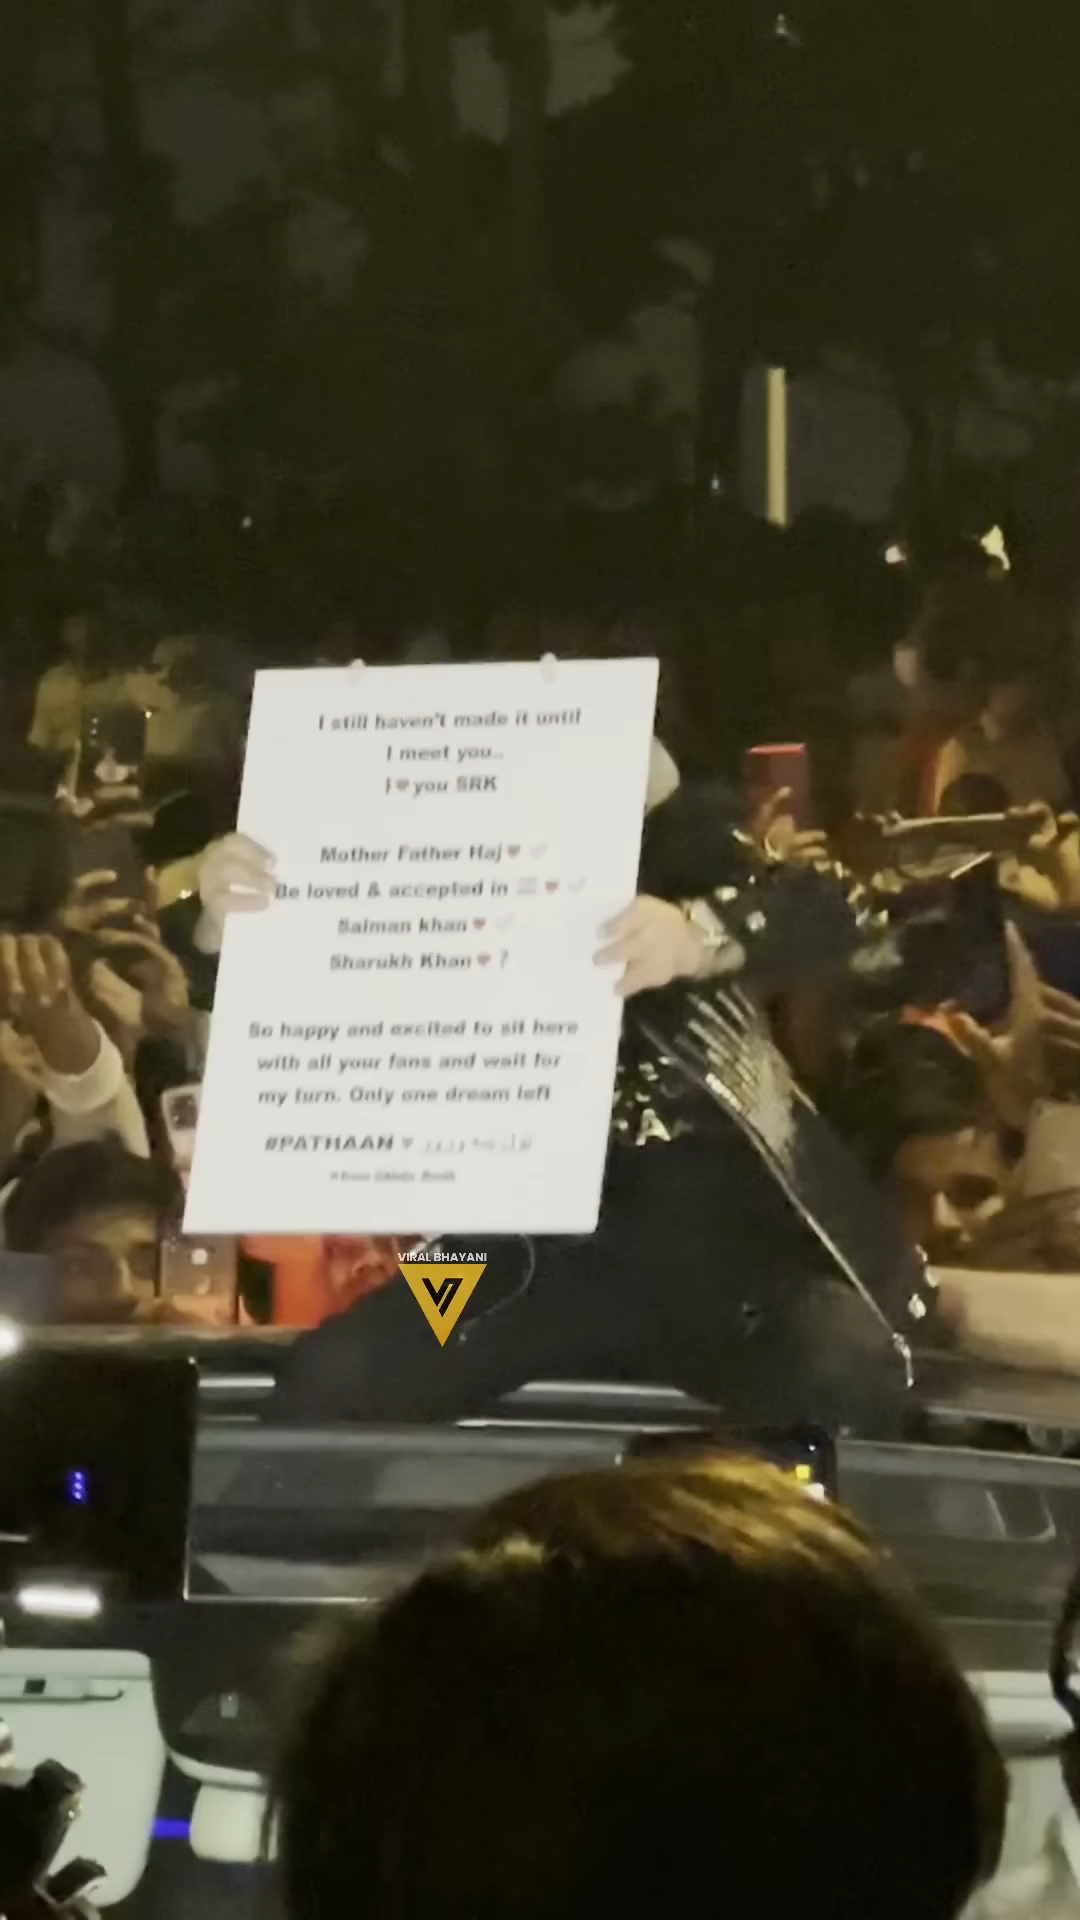 I still haven't made it until
I meet you..
I ♥ you SRK
Mother Father Haj ♥
Be loved & accepted in ♥
Salman khan ♥
Sharukh Khan ♥ ?
So happy and excited to sit here
with all your fans and wait for
my turn. Only one dream left
#PATHAAN ♥
VIRAL BHAYANI